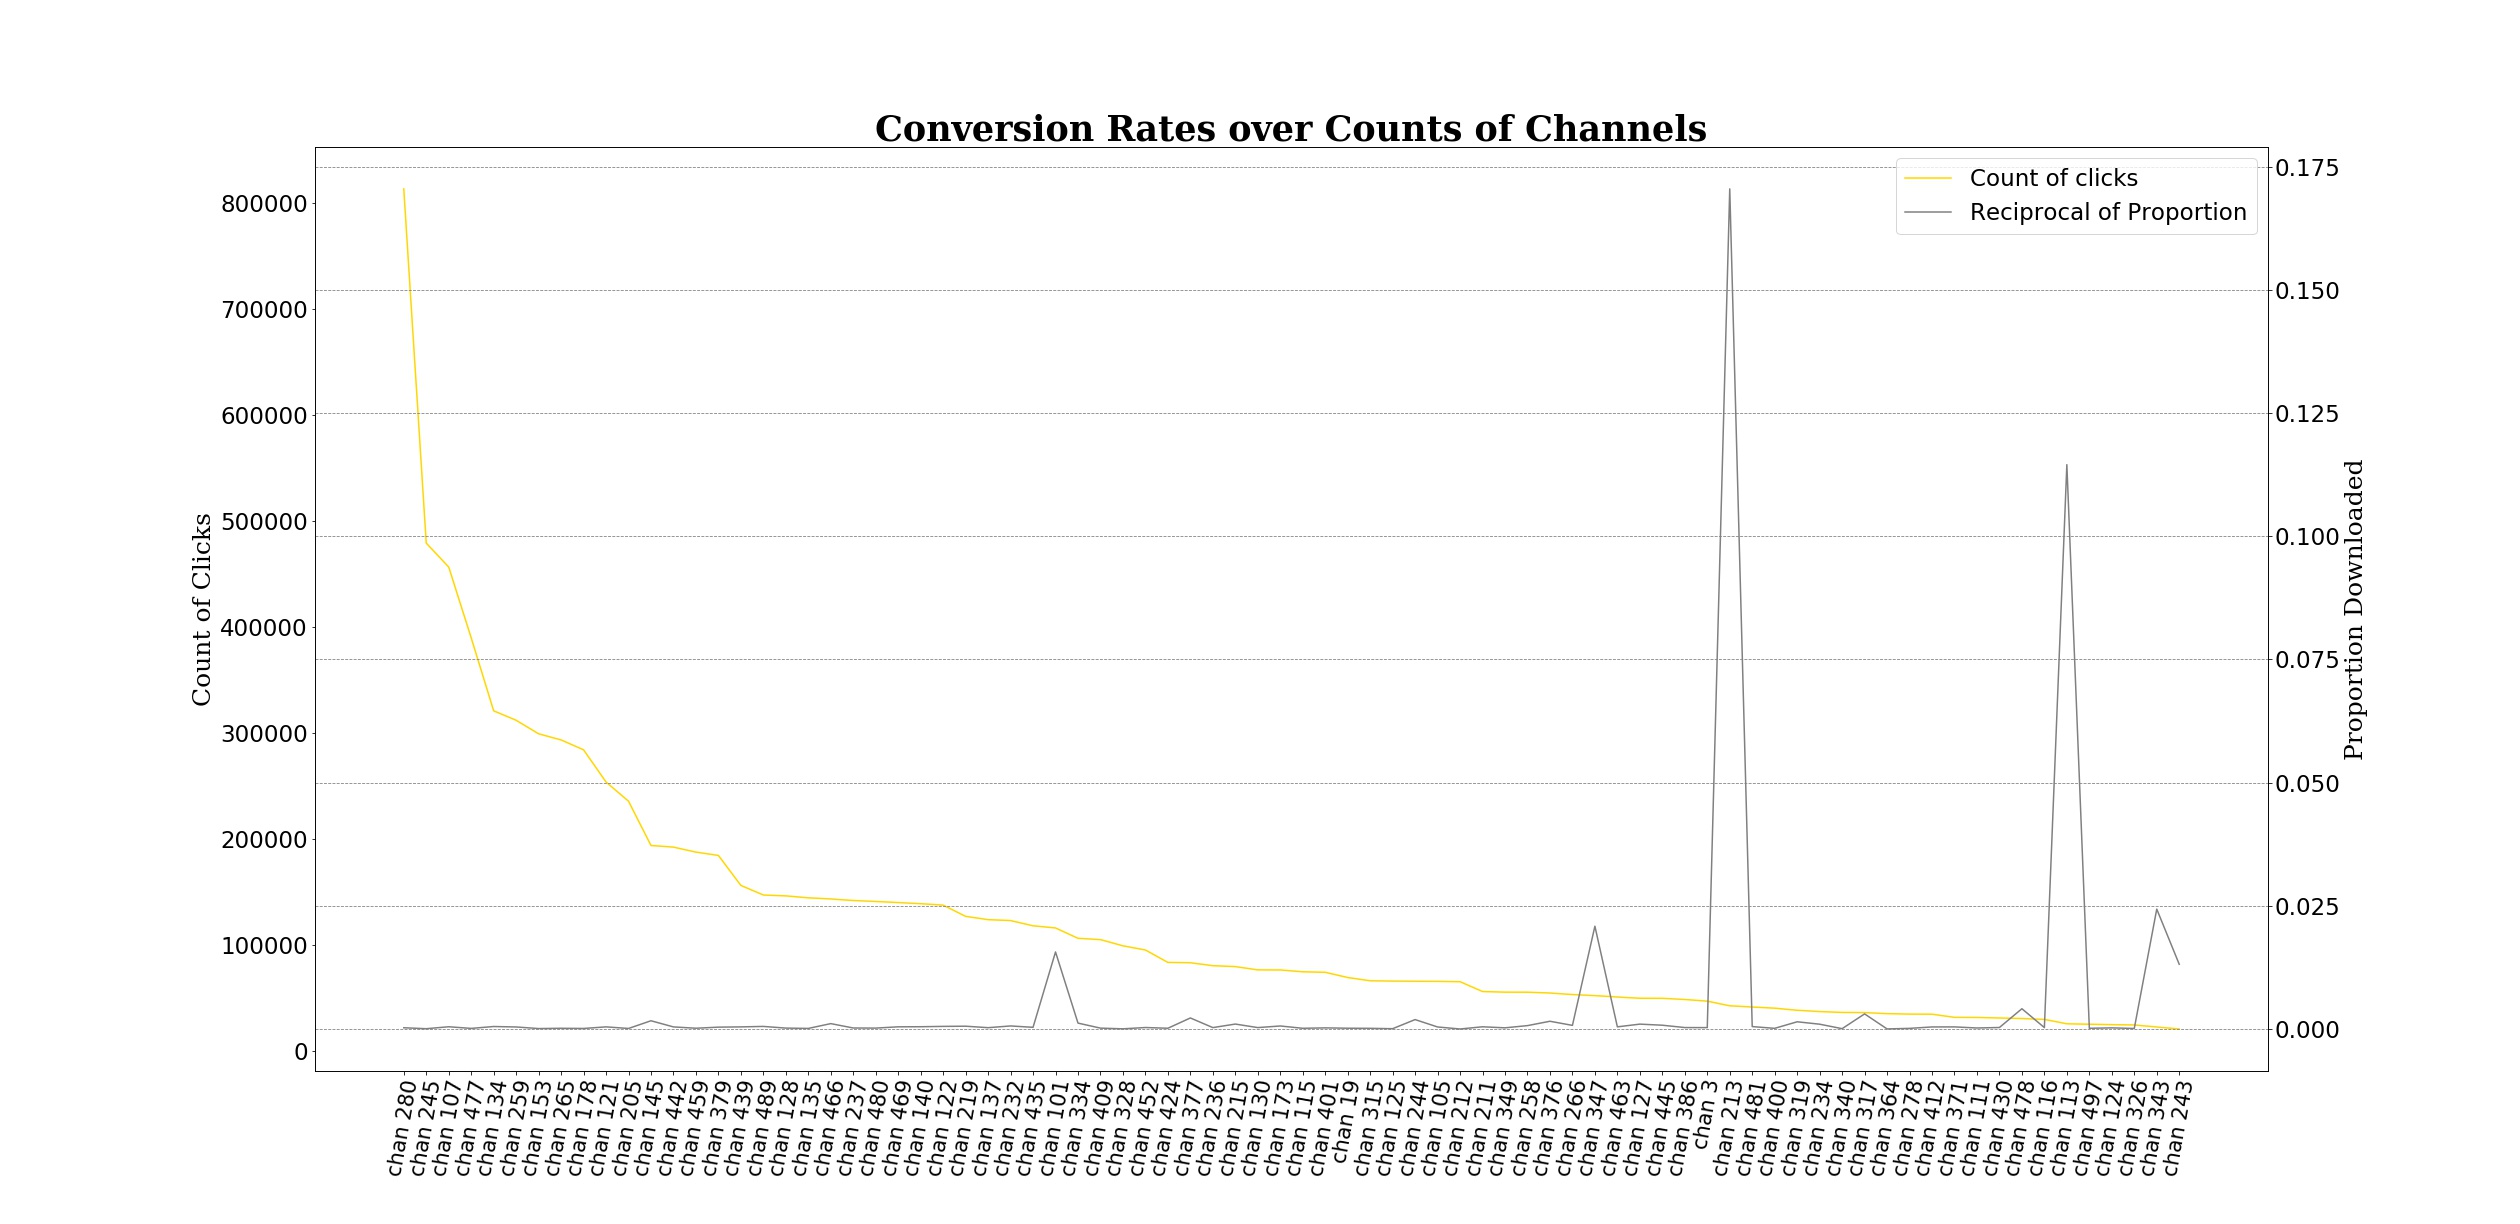 Conversion Rates over Counts of Channels
Count of clicks
Reciprocal of Proportion
Count of Clicks
800000
700000
600000
500000
400000
300000
200000
100000
0
Proportion Downloaded
0.175
0.150
0.125
0.100
0.075
0.050
0.025
0.000
chan 280
chan 245
chan 107
chan 477
chan 134
chan 259
chan 153
chan 265
chan 178
chan 121
chan 205
chan 145
chan 442
chan 459
chan 379
chan 439
chan 489
chan 128
chan 135
chan 466
chan 237
chan 480
chan 469
chan 140
chan 122
chan 219
chan 137
chan 232
chan 435
chan 101
chan 334
chan 409
chan 328
chan 452
chan 424
chan 377
chan 236
chan 215
chan 130
chan 173
chan 115
chan 401
chan 19
chan 315
chan 125
chan 244
chan 105
chan 212
chan 211
chan 349
chan 258
chan 376
chan 266
chan 347
chan 463
chan 127
chan 445
chan 386
chan 3
chan 213
chan 481
chan 400
chan 319
chan 234
chan 340
chan 317
chan 364
chan 278
chan 412
chan 371
chan 111
chan 430
chan 478
chan 116
chan 113
chan 497
chan 124
chan 326
chan 343
chan 243